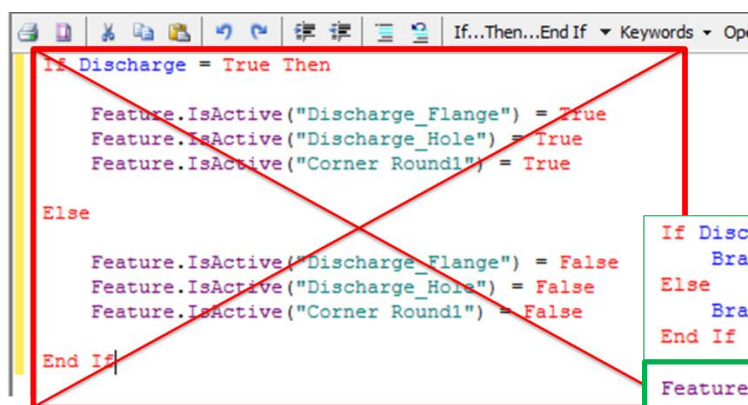 If...Then...End If Keywords Ope
If Discharge = True Then
Feature.IsActive("Discharge_Flange") = True
Feature.IsActive("Discharge_Hole") = True
Feature.IsActive("Corner Round1") = True
Else
Feature.IsActive("Discharge_Flange") = False
Feature.IsActive("Discharge_Hole") = False
Feature.IsActive("Corner Round1") = False
End If
If Disc
Bra
Else
Bra
End If
Feature